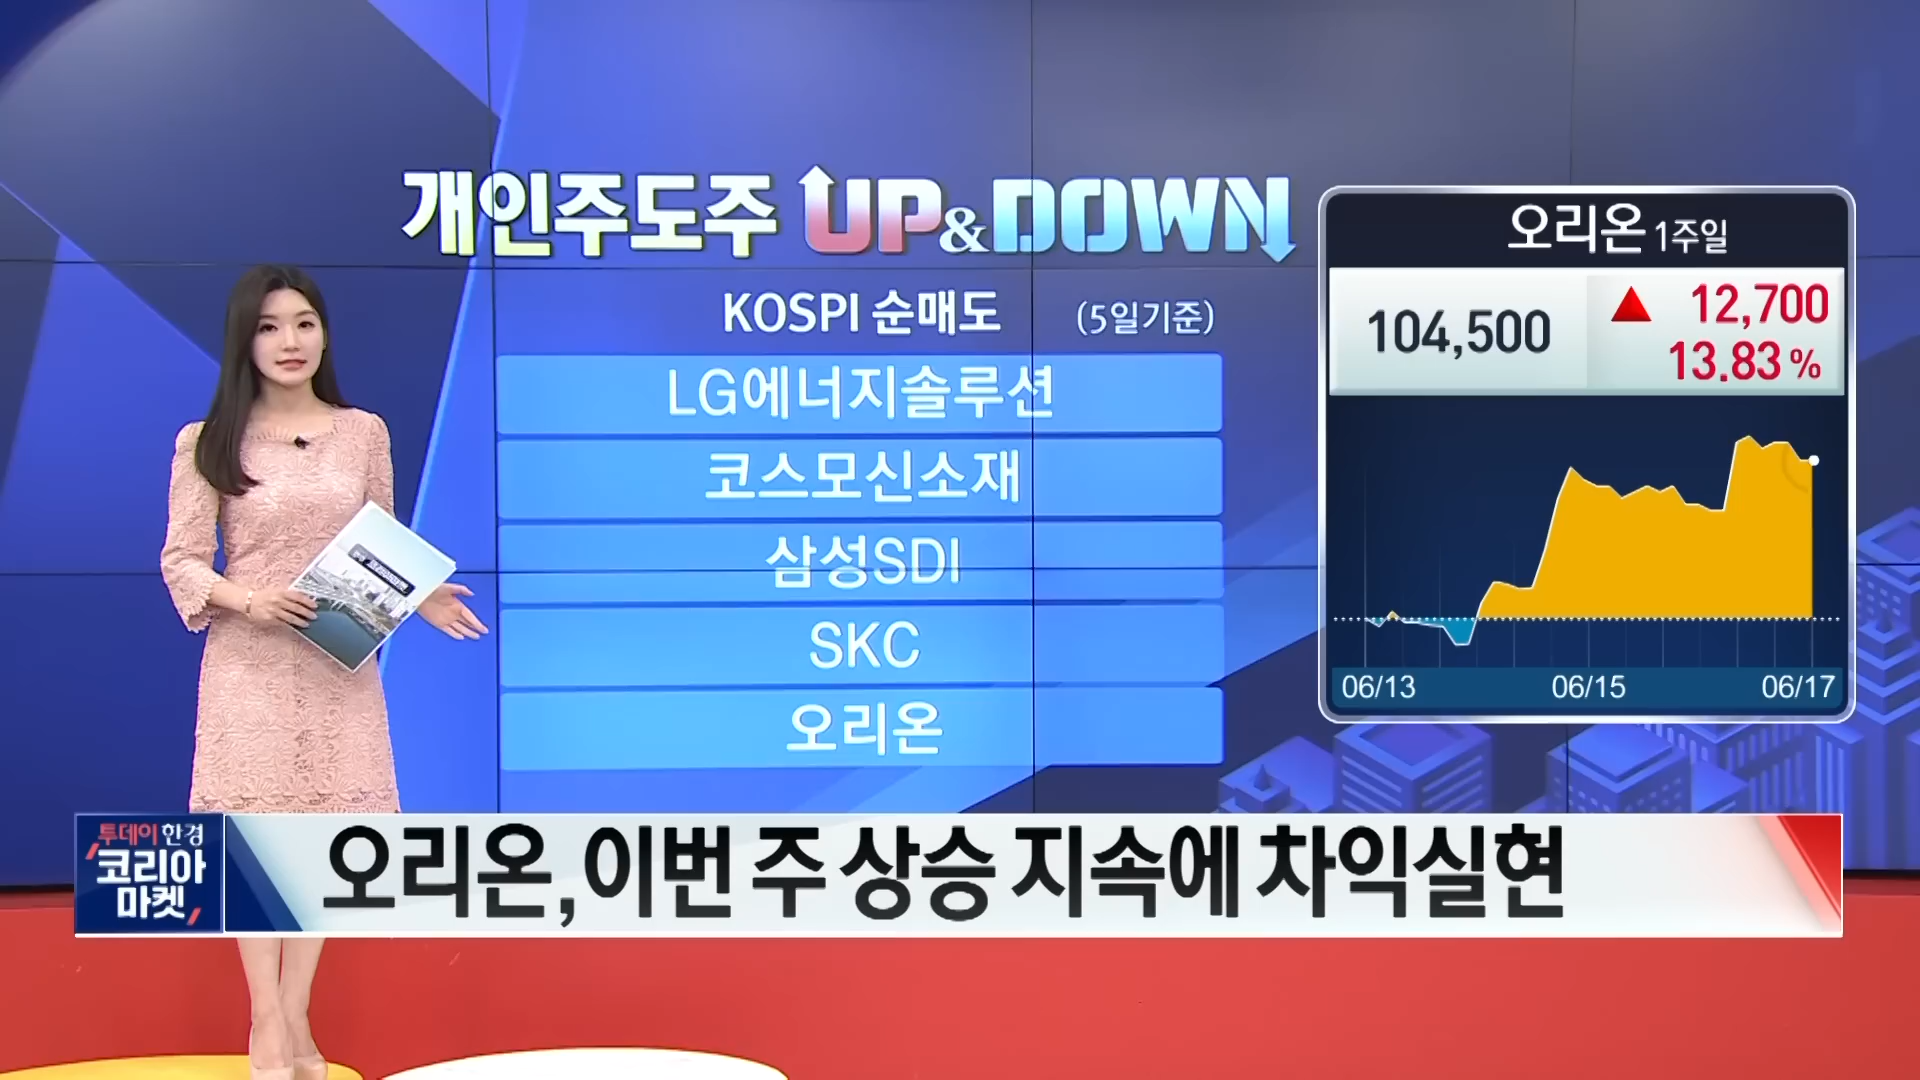 개인주도주 UP&DOWN
KOSPI 순매도 (5일기준)
LG에너지솔루션
코스모신소재
삼성SDI
SKC
오리온
오리온 1주일
104,500
▲ 12,700
13.83 %
06/13 06/15 06/17
투데이 한경
코리아
마켓
오리온, 이번 주 상승 지속에 차익실현